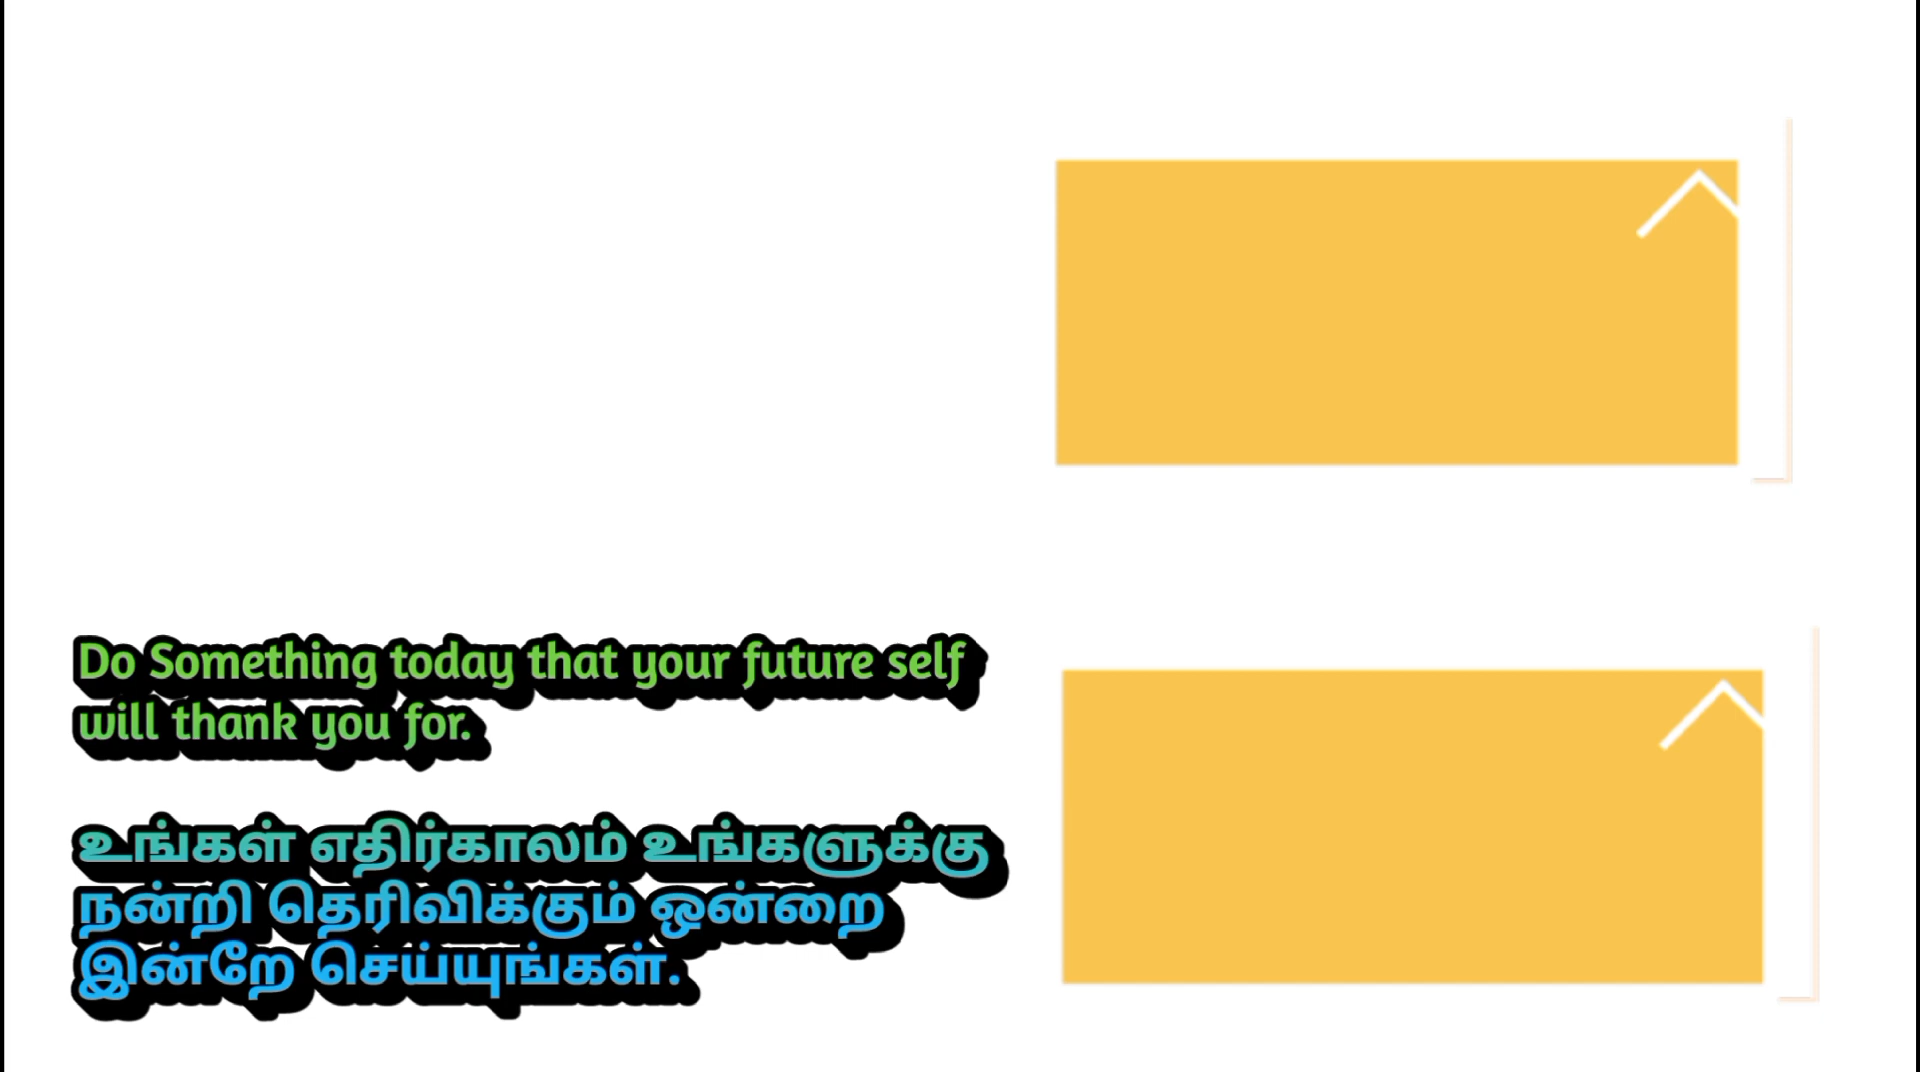 Do Something today that your future self
will thank you for.
உங்கள் எதிர்காலம் உங்களுக்கு
நன்றி தெரிவிக்கும் ஒன்றை
இன்றே செய்யுங்கள்.